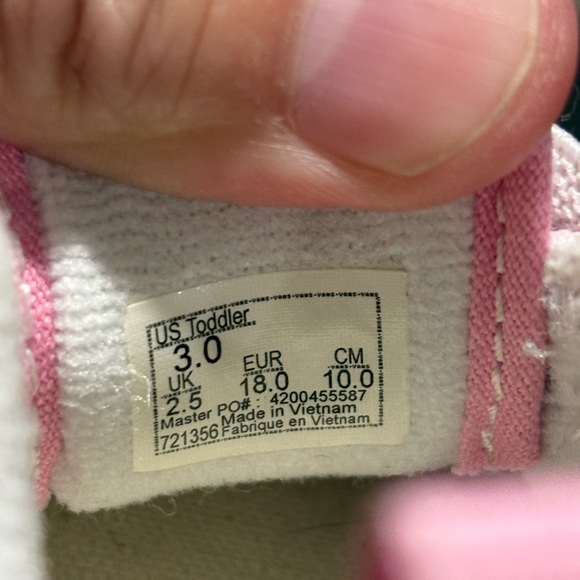 US Toddler
3.0
UK EUR CM
2.5 18.0 10.0
Master PO# : 4200455587
Made in Vietnam
721356 Fabrique en Vietnam